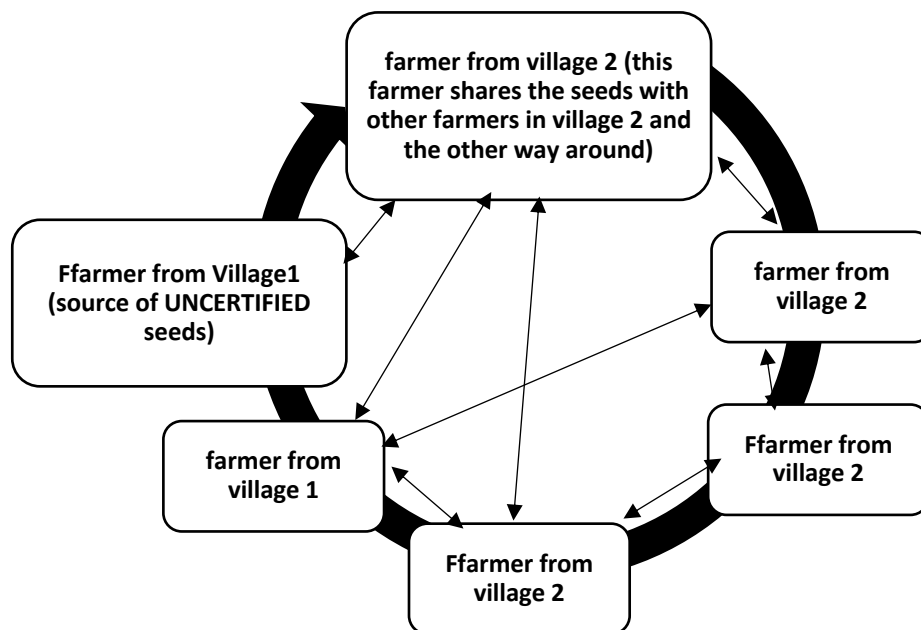 farmer from village 2 (this
farmer shares the seeds with
other farmers in village 2 and
the other way around)
Ffarmer from Village1
(source of UNCERTIFIED
seeds)
farmer from
village 2
Ffarmer from
village 2
farmer from
village 1
Ffarmer from
village 2